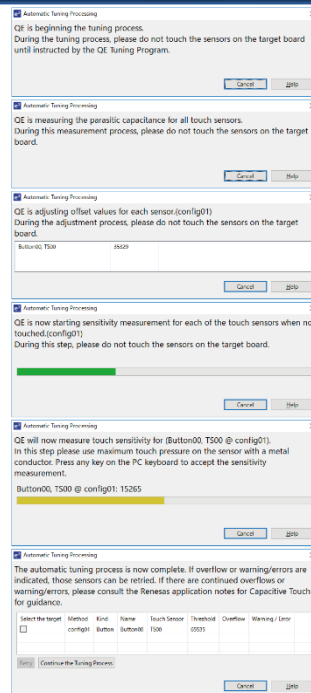 Automatic Tuning Processing
QE is beginning the tuning process.
During the tuning process, please do not touch the sensors on the target board
until instructed by the QE Tuning Program.
Cancel Help
Automatic Tuning Processing
QE is measuring the parasitic capacitance for all touch sensors.
During this measurement process, please do not touch the sensors on the target
board.
Cancel Help
Automatic Tuning Processing
QE is adjusting offset values for each sensor.(config01)
During the adjustment process, please do not touch the sensors on the target
board.
Button00, TS00 35829
Cancel Help
Automatic Tuning Processing
QE is now starting sensitivity measurement for each of the touch sensors when no
touched.(config01)
During this step, please do not touch the sensors on the target board.
Cancel Help
Automatic Tuning Processing
QE will now measure touch sensitivity for (Button00, TS00 @ config01).
In this step please use maximum touch pressure on the sensor with a metal
conductor. Press any key on the PC keyboard to accept the sensitivity
measurement.
Button00, TS00 @ config01: 15265
Cancel Help
Automatic Tuning Processing
The automatic tuning process is now complete. If overflow or warning/errors are
indicated, those sensors can be retried. If there are continued overflows or
warning/errors, please consult the Renesas application notes for Capacitive Touch
for guidance.
Select the target Method Kind Name Touch Sensor Threshold Overflow Warning / Error
config01 Button Button00 TS00 65535
Retry Continue the Tuning Process
Cancel Help